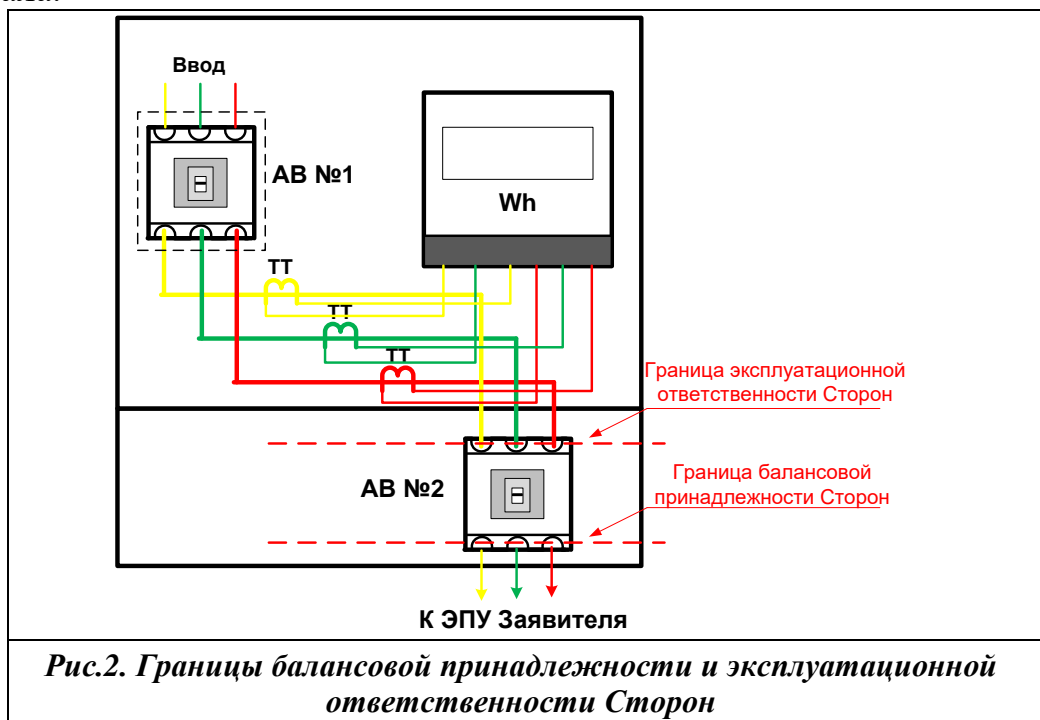 Ввод
АВ №1
Wh
ТТ
ТТ
ТТ
Граница эксплуатационной
ответственности Сторон
АВ №2
Граница балансовой
принадлежности Сторон
К ЭПУ Заявителя
Рис.2. Границы балансовой принадлежности и эксплуатационной
ответственности Сторон